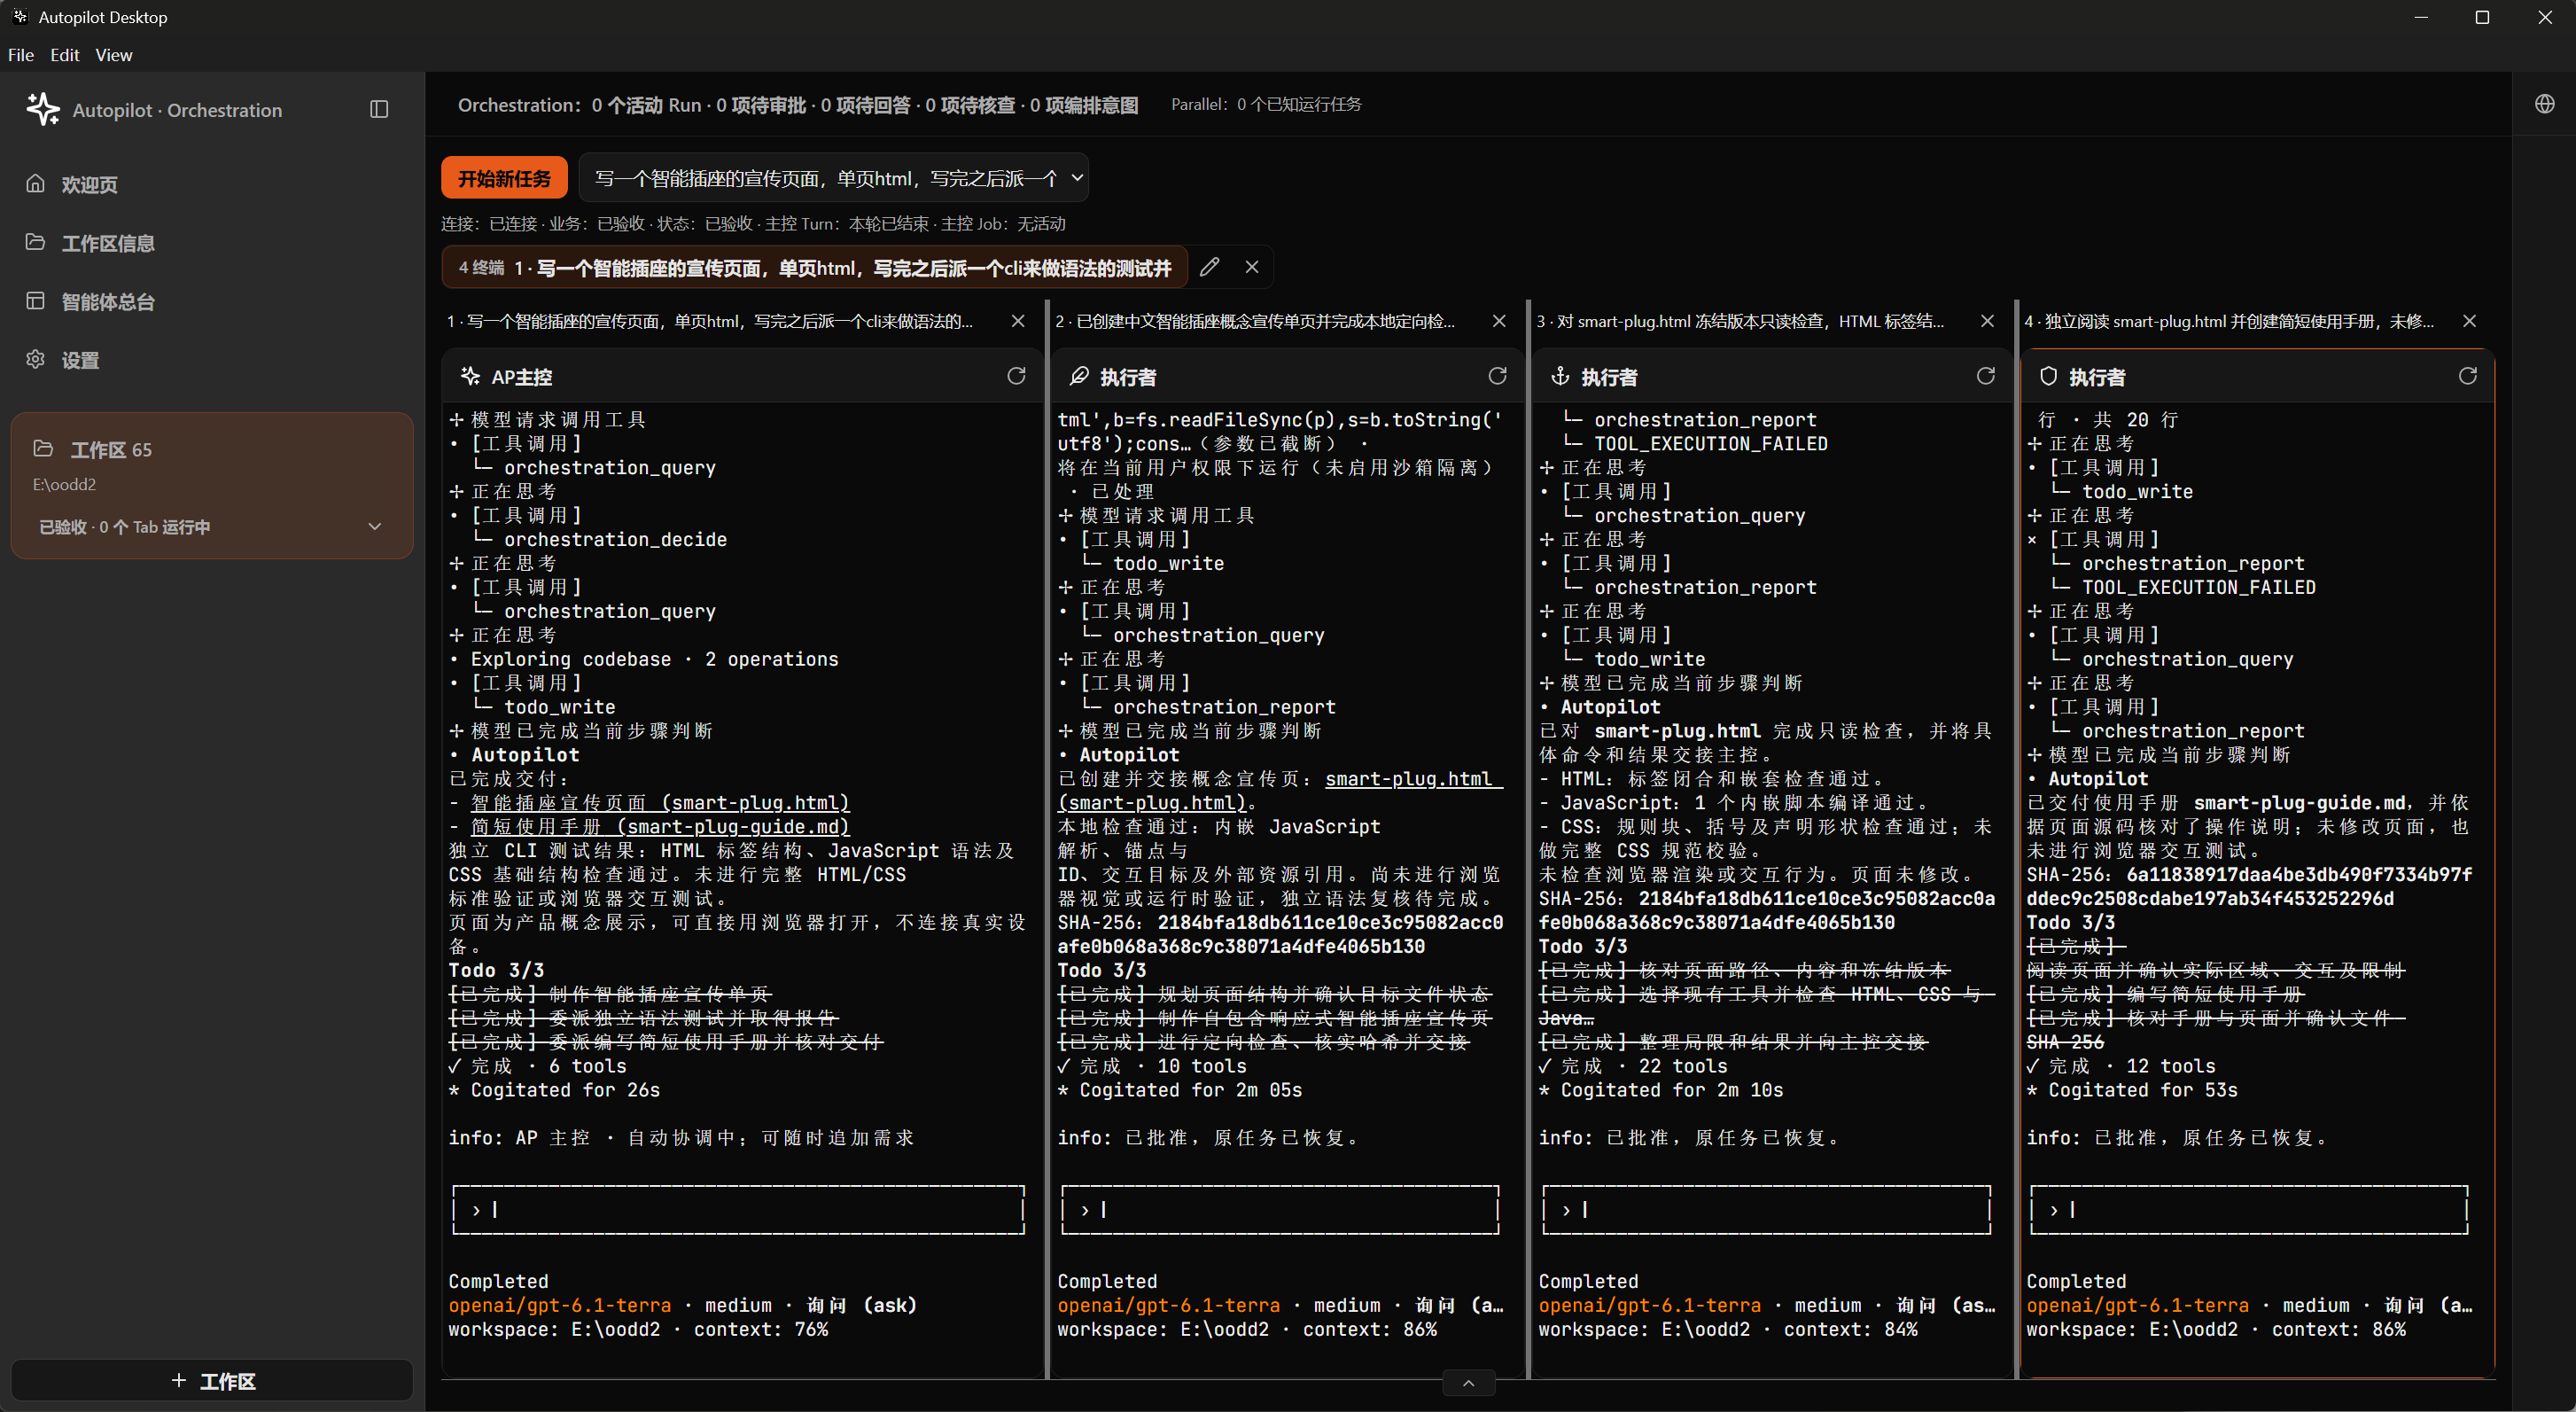 Autopilot Desktop
File Edit View
Autopilot · Orchestration
欢迎页
工作区信息
智能体总台
设置
工作区 65
E:\oodd2
已验收 · 0 个 Tab 运行中
+ 工作区
Orchestration: 0 个活动 Run · 0 项待审批 · 0 项待回答 · 0 项待核查 · 0 项编排意图 Parallel: 0 个已知运行任务
开始新任务 写一个智能插座的宣传页面，单页html，写完之后派一个
连接：已连接 · 业务：已验收 · 状态：已验收 · 主控 Turn：本轮已结束 · 主控 Job：无活动
4 终端 1 · 写一个智能插座的宣传页面，单页html，写完之后派一个cli来做语法的测试并
1 · 写一个智能插座的宣传页面，单页html，写完之后派一个cli来做语法的...
AP主控
模型请求调用工具
• [工具调用]
└─ orchestration_query
正在思考
• [工具调用]
└─ orchestration_decide
正在思考
• [工具调用]
└─ orchestration_query
正在思考
• Exploring codebase · 2 operations
• [工具调用]
└─ todo_write
模型已完成当前步骤判断
• Autopilot
已完成交付：
- 智能插座宣传页面 (smart-plug.html)
- 简短使用手册 (smart-plug-guide.md)
独立 CLI 测试结果：HTML 标签结构、JavaScript 语法及
CSS 基础结构检查通过。未进行完整 HTML/CSS
标准验证或浏览器交互测试。
页面为产品概念展示，可直接用浏览器打开，不连接真实设
备。
Todo 3/3
[已完成] 制作智能插座宣传单页
[已完成] 委派独立语法测试并取得报告
[已完成] 委派编写简短使用手册并核对交付
✓ 完成 · 6 tools
* Cogitated for 26s
info: AP 主控 · 自动协调中；可随时追加需求
›
Completed
openai/gpt-6.1-terra · medium · 询问 (ask)
workspace: E:\oodd2 · context: 76%
2 · 已创建中文智能插座概念宣传单页并完成本地定向检...
执行者
tml',b=fs.readFileSync(p),s=b.toString('
utf8');cons…（参数已截断） ·
将在当前用户权限下运行（未启用沙箱隔离）
· 已处理
模型请求调用工具
• [工具调用]
└─ todo_write
正在思考
• [工具调用]
└─ orchestration_query
正在思考
• [工具调用]
└─ orchestration_report
模型已完成当前步骤判断
• Autopilot
已创建并交接概念宣传页：smart-plug.html
(smart-plug.html)。
本地检查通过：内嵌 JavaScript
解析、锚点与
ID、交互目标及外部资源引用。尚未进行浏览
器视觉或运行时验证，独立语法复核待完成。
SHA-256: 2184bfa18db611ce10ce3c95082acc0
afe0b068a368c9c38071a4dfe4065b130
Todo 3/3
[已完成] 规划页面结构并确认目标文件状态
[已完成] 制作自包含响应式智能插座宣传页
[已完成] 进行定向检查、核实哈希并交接
✓ 完成 · 10 tools
* Cogitated for 2m 05s
info: 已批准，原任务已恢复。
›
Completed
openai/gpt-6.1-terra · medium · 询问 (a…
workspace: E:\oodd2 · context: 86%
3 · 对 smart-plug.html 冻结版本只读检查，HTML 标签结...
执行者
└─ orchestration_report
└─ TOOL_EXECUTION_FAILED
正在思考
• [工具调用]
└─ orchestration_query
正在思考
• [工具调用]
└─ orchestration_report
正在思考
• [工具调用]
└─ todo_write
模型已完成当前步骤判断
• Autopilot
已对 smart-plug.html 完成只读检查，并将具
体命令和结果交接主控。
- HTML：标签闭合和嵌套检查通过。
- JavaScript：1 个内嵌脚本编译通过。
- CSS：规则块、括号及声明形状检查通过；未
做完整 CSS 规范校验。
未检查浏览器渲染或交互行为。页面未修改。
SHA-256: 2184bfa18db611ce10ce3c95082acc0a
fe0b068a368c9c38071a4dfe4065b130
Todo 3/3
[已完成] 核对页面路径、内容和冻结版本
[已完成] 选择现有工具并检查 HTML、CSS 与
Java…
[已完成] 整理局限和结果并向主控交接
✓ 完成 · 22 tools
* Cogitated for 2m 10s
info: 已批准，原任务已恢复。
›
Completed
openai/gpt-6.1-terra · medium · 询问 (as…
workspace: E:\oodd2 · context: 84%
4 · 独立阅读 smart-plug.html 并创建简短使用手册，未修...
执行者
行 · 共 20 行
正在思考
• [工具调用]
└─ todo_write
正在思考
× [工具调用]
└─ orchestration_report
└─ TOOL_EXECUTION_FAILED
正在思考
• [工具调用]
└─ orchestration_query
正在思考
• [工具调用]
└─ orchestration_report
模型已完成当前步骤判断
• Autopilot
已交付使用手册 smart-plug-guide.md，并依
据页面源码核对了操作说明；未修改页面，也
未进行浏览器交互测试。
SHA-256: 6a11838917daa4be3db490f7334b97f
ddec9c2508cdabe197ab34f453252296d
Todo 3/3
[已完成]
阅读页面并确认实际区域、交互及限制
[已完成] 编写简短使用手册
[已完成] 核对手册与页面并确认文件
SHA-256
✓ 完成 · 12 tools
* Cogitated for 53s
info: 已批准，原任务已恢复。
›
Completed
openai/gpt-6.1-terra · medium · 询问 (a…
workspace: E:\oodd2 · context: 86%